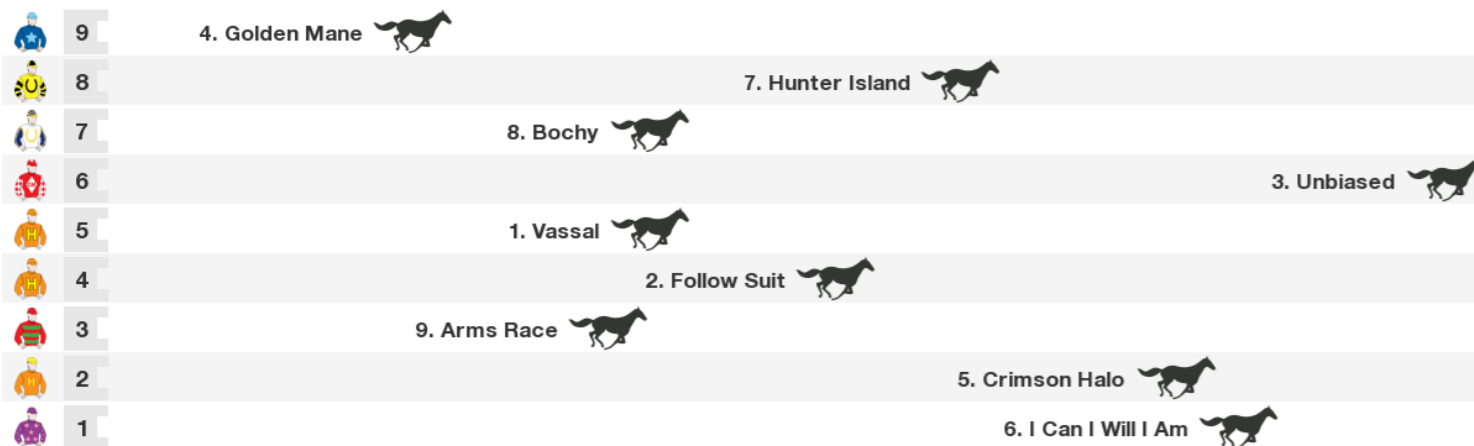 9 4. Golden Mane
8 7. Hunter Island
7 8. Bochy
6 3. Unbiased
5 1. Vassal
H
4 2. Follow Suit
H
3 9. Arms Race
2 5. Crimson Halo
H
1 6. I Can I Will I Am